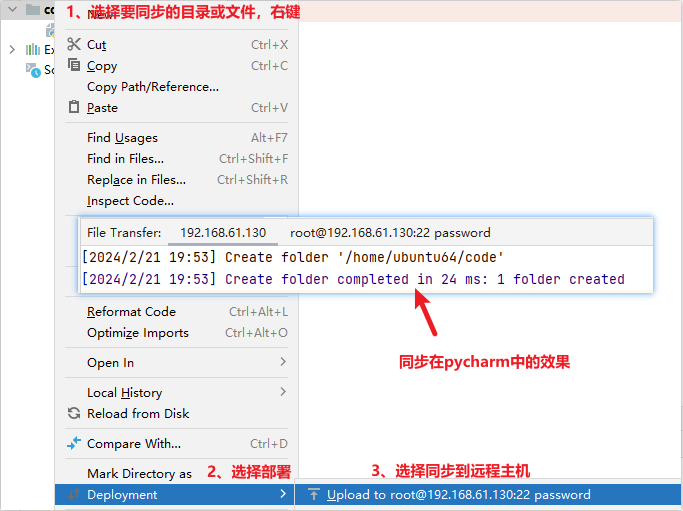 co
1、选择要同步的目录或文件，右键
New
Ex
Sc
Cut Ctrl+X
Copy Ctrl+C
Copy Path/Reference...
Paste Ctrl+V
Find Usages Alt+F7
Find in Files... Ctrl+Shift+F
Replace in Files... Ctrl+Shift+R
Inspect Code...
File Transfer: 192.168.61.130 root@192.168.61.130:22 password
[2024/2/21 19:53] Create folder '/home/ubuntu64/code'
[2024/2/21 19:53] Create folder completed in 24 ms: 1 folder created
Reformat Code Ctrl+Alt+L
Optimize Imports Ctrl+Alt+O
同步在pycharm中的效果
Open In
Local History
Reload from Disk
Compare With... Ctrl+D
Mark Directory as
2、选择部署
3、选择同步到远程主机
Deployment
Upload to root@192.168.61.130:22 password